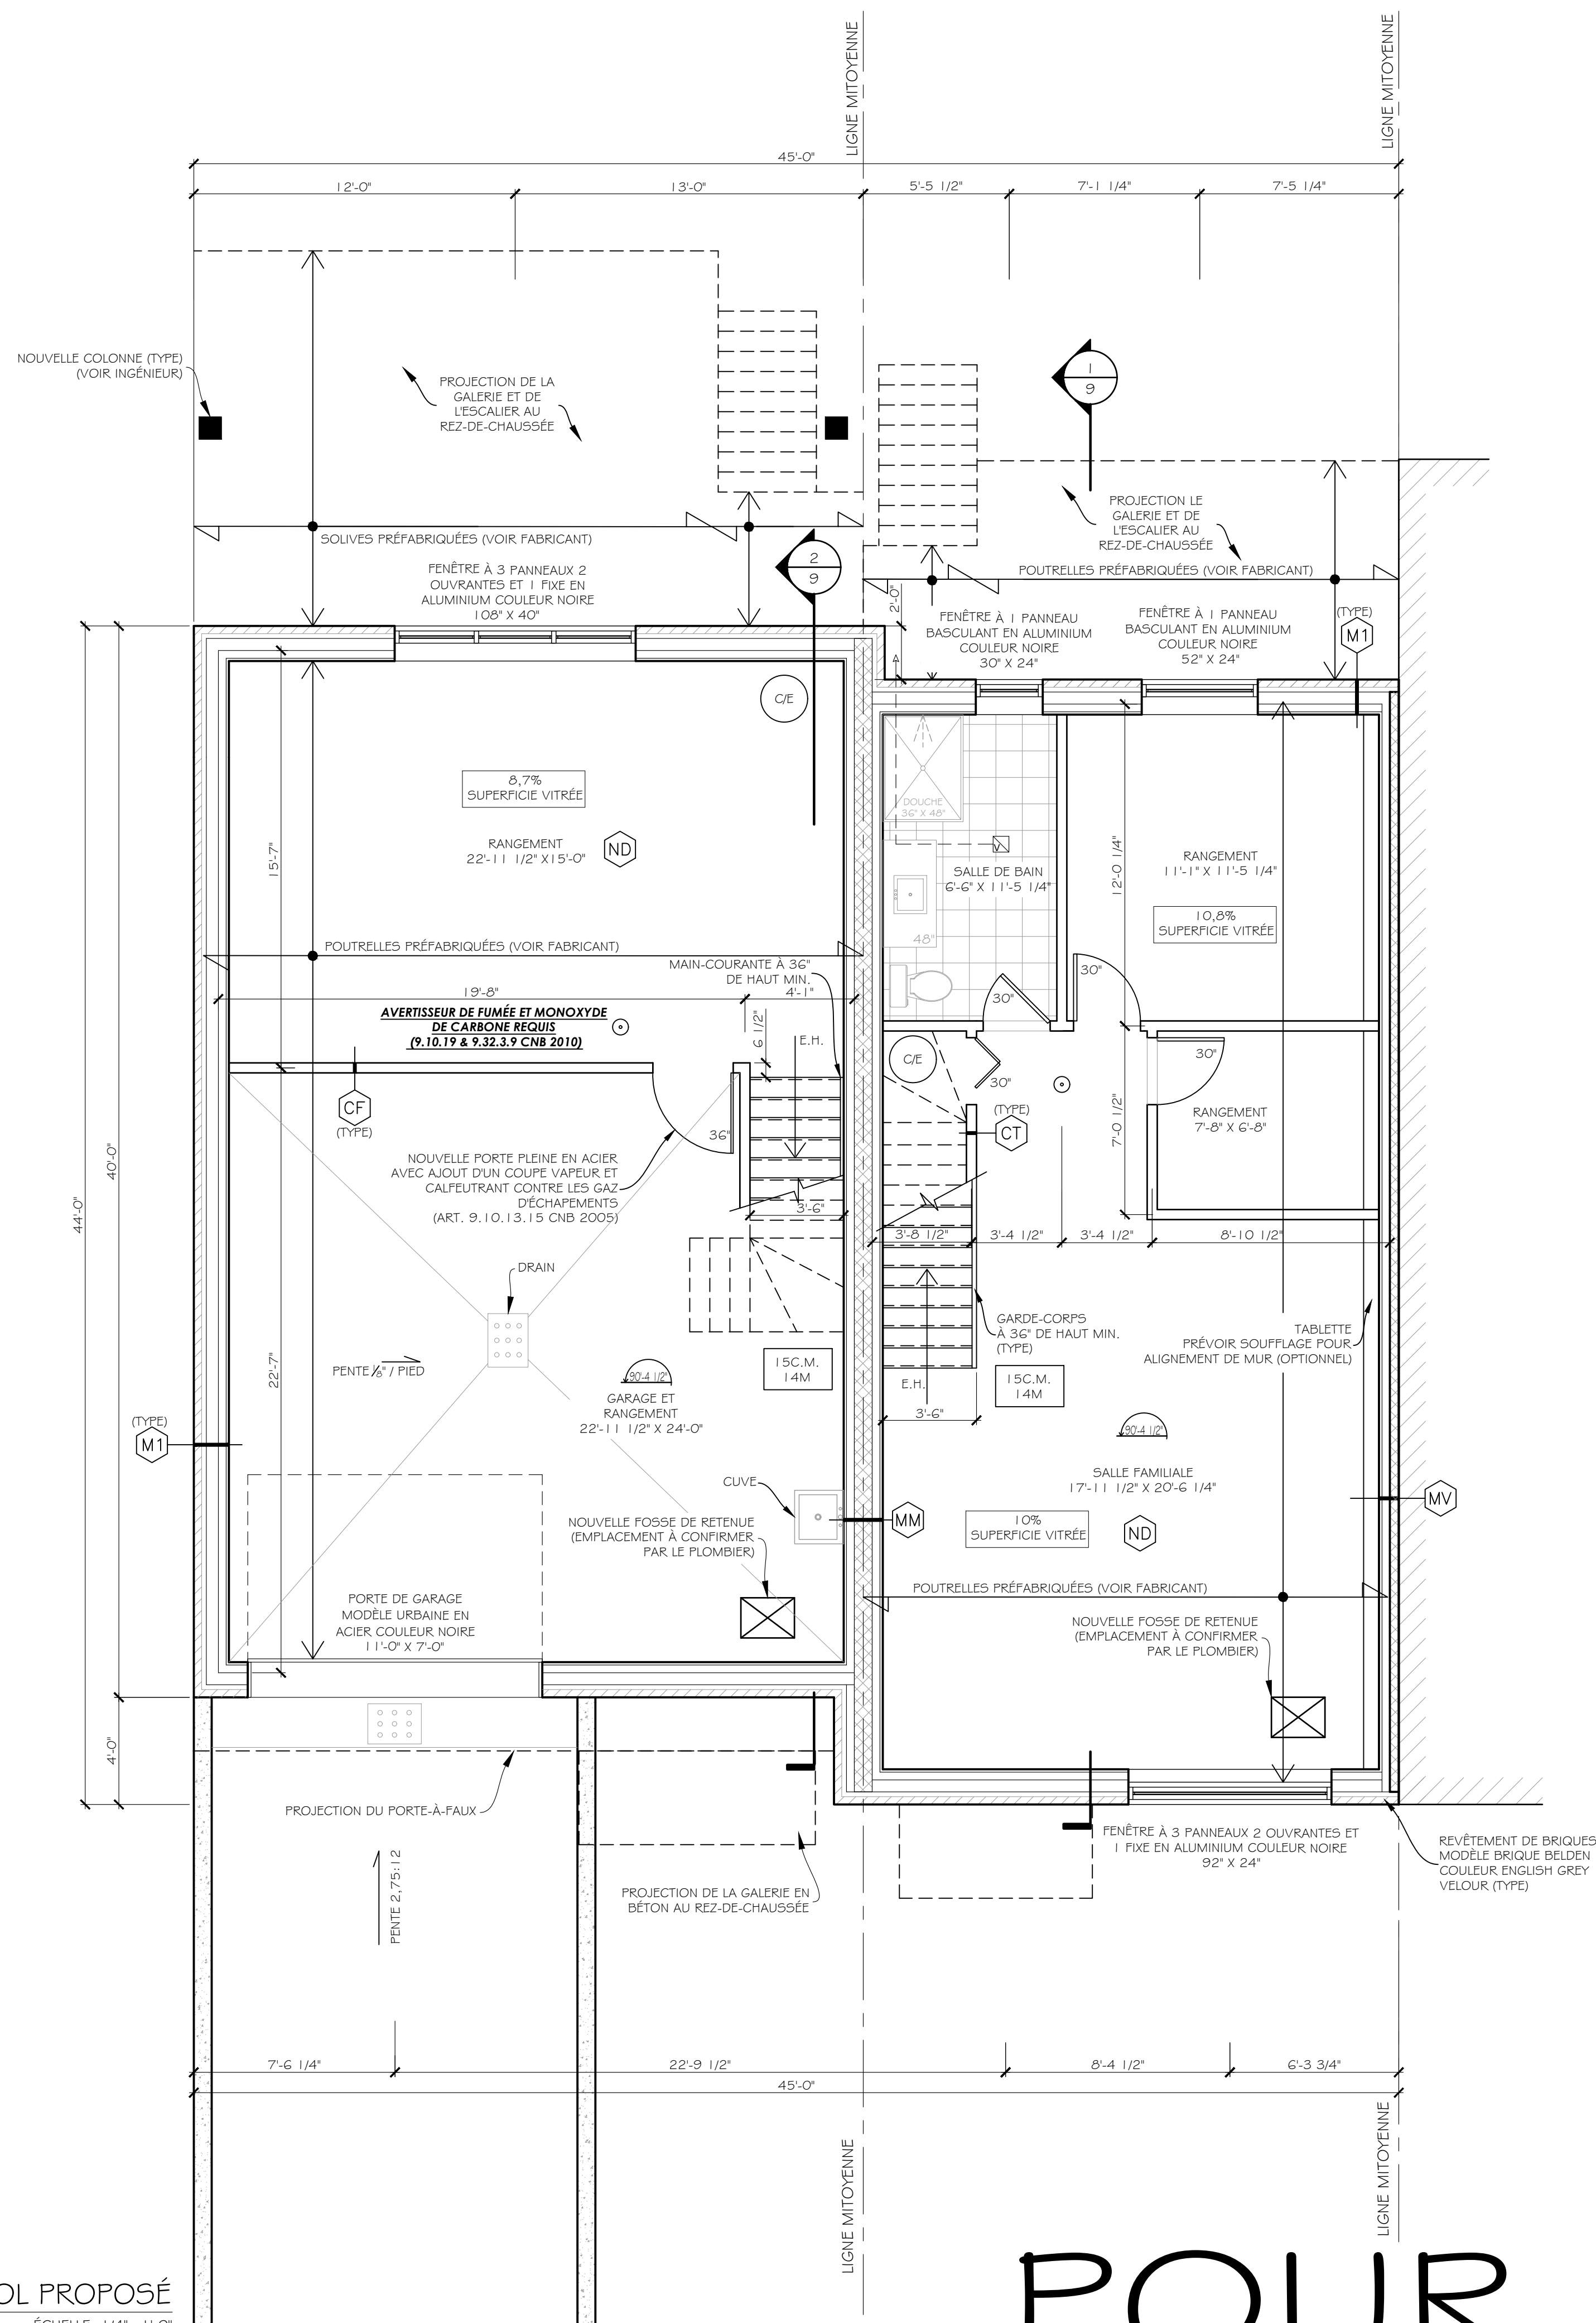 LIGNE MITOYENNE
LIGNE MITOYENNE
45'-0"
12'-0"
13'-0"
5'-5 1/2"
7'-1 1/4"
7'-5 1/4"
NOUVELLE COLONNE (TYPE)
(VOIR INGÉNIEUR)
PROJECTION DE LA
GALERIE ET DE
L'ESCALIER AU
REZ-DE-CHAUSSÉE
1
9
PROJECTION LE
GALERIE ET DE
L'ESCALIER AU
REZ-DE-CHAUSSÉE
SOLIVES PRÉFABRIQUÉES (VOIR FABRICANT)
2
9
POUTRELLES PRÉFABRIQUÉES (VOIR FABRICANT)
FENÊTRE À 3 PANNEAUX 2
OUVRANTES ET 1 FIXE EN
ALUMINIUM COULEUR NOIRE
108" X 40"
2'-0"
FENÊTRE À 1 PANNEAU
BASCULANT EN ALUMINIUM
COULEUR NOIRE
30" X 24"
FENÊTRE À 1 PANNEAU
BASCULANT EN ALUMINIUM
COULEUR NOIRE
52" X 24"
(TYPE)
M1
C/E
8,7%
SUPERFICIE VITRÉE
RANGEMENT
22'-11 1/2" X15'-0"
ND
15'-7"
DOUCHE
36" X 48"
V
SALLE DE BAIN
6'-6" X 11'-5 1/4"
48"
12'-0 1/4"
RANGEMENT
11'-1" X 11'-5 1/4"
10,8%
SUPERFICIE VITRÉE
POUTRELLES PRÉFABRIQUÉES (VOIR FABRICANT)
MAIN-COURANTE À 36"
DE HAUT MIN.
19'-8"
4'-1"
30"
30"
AVERTISSEUR DE FUMÉE ET MONOXYDE
DE CARBONE REQUIS
(9.10.19 & 9.32.3.9 CNB 2010)
6 1/2"
E.H.
C/E
30"
30"
CF
(TYPE)
36"
(TYPE)
CT
7'-0 1/2"
RANGEMENT
7'-8" X 6'-8"
NOUVELLE PORTE PLEINE EN ACIER
AVEC AJOUT D'UN COUPE VAPEUR ET
CALFEUTRANT CONTRE LES GAZ
D'ÉCHAPEMENTS
(ART. 9.10.13.15 CNB 2005)
40'-0"
44'-0"
3'-6"
3'-8 1/2"
3'-4 1/2"
3'-4 1/2"
8'-10 1/2"
DRAIN
GARDE-CORPS
À 36" DE HAUT MIN.
(TYPE)
TABLETTE
PRÉVOIR SOUFFLAGE POUR
ALIGNEMENT DE MUR (OPTIONNEL)
22'-7"
PENTE 1/8" / PIED
15C.M.
14M
90'-4 1/2"
GARAGE ET
RANGEMENT
22'-11 1/2" X 24'-0"
E.H.
15C.M.
14M
3'-6"
(TYPE)
M1
90'-4 1/2"
SALLE FAMILIALE
17'-11 1/2" X 20'-6 1/4"
CUVE
MV
MM
10%
SUPERFICIE VITRÉE
ND
NOUVELLE FOSSE DE RETENUE
(EMPLACEMENT À CONFIRMER
PAR LE PLOMBIER)
POUTRELLES PRÉFABRIQUÉES (VOIR FABRICANT)
PORTE DE GARAGE
MODÈLE URBAINE EN
ACIER COULEUR NOIRE
11'-0" X 7'-0"
NOUVELLE FOSSE DE RETENUE
(EMPLACEMENT À CONFIRMER
PAR LE PLOMBIER)
4'-0"
PROJECTION DU PORTE-À-FAUX
FENÊTRE À 3 PANNEAUX 2 OUVRANTES ET
1 FIXE EN ALUMINIUM COULEUR NOIRE
92" X 24"
REVÊTEMENT DE BRIQUES
MODÈLE BRIQUE BELDEN
COULEUR ENGLISH GREY
VELOUR (TYPE)
PENTE 2,75:12
PROJECTION DE LA GALERIE EN
BÉTON AU REZ-DE-CHAUSSÉE
7'-6 1/4"
22'-9 1/2"
8'-4 1/2"
6'-3 3/4"
45'-0"
LIGNE MITOYENNE
LIGNE MITOYENNE
OL PROPOSÉ
POUR